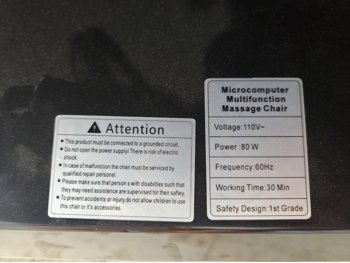 Attention
• This product must be connected to a grounded circuit.
• Do not open the power supply! There is risk of electric
shock.
• In case of malfunction the chair must be serviced by
qualified repair personel.
• Please make sure that persons with disabilities such that
they may need assistance are supervised for their saftey.
• To prevent accidents or injury do not allow children to use
this chair or it's accessories.
Microcomputer
Multifunction
Massage Chair
Voltage:110V~
Power :80 W
Frequency:60Hz
Working Time:30 Min
Safety Design:1st Grade